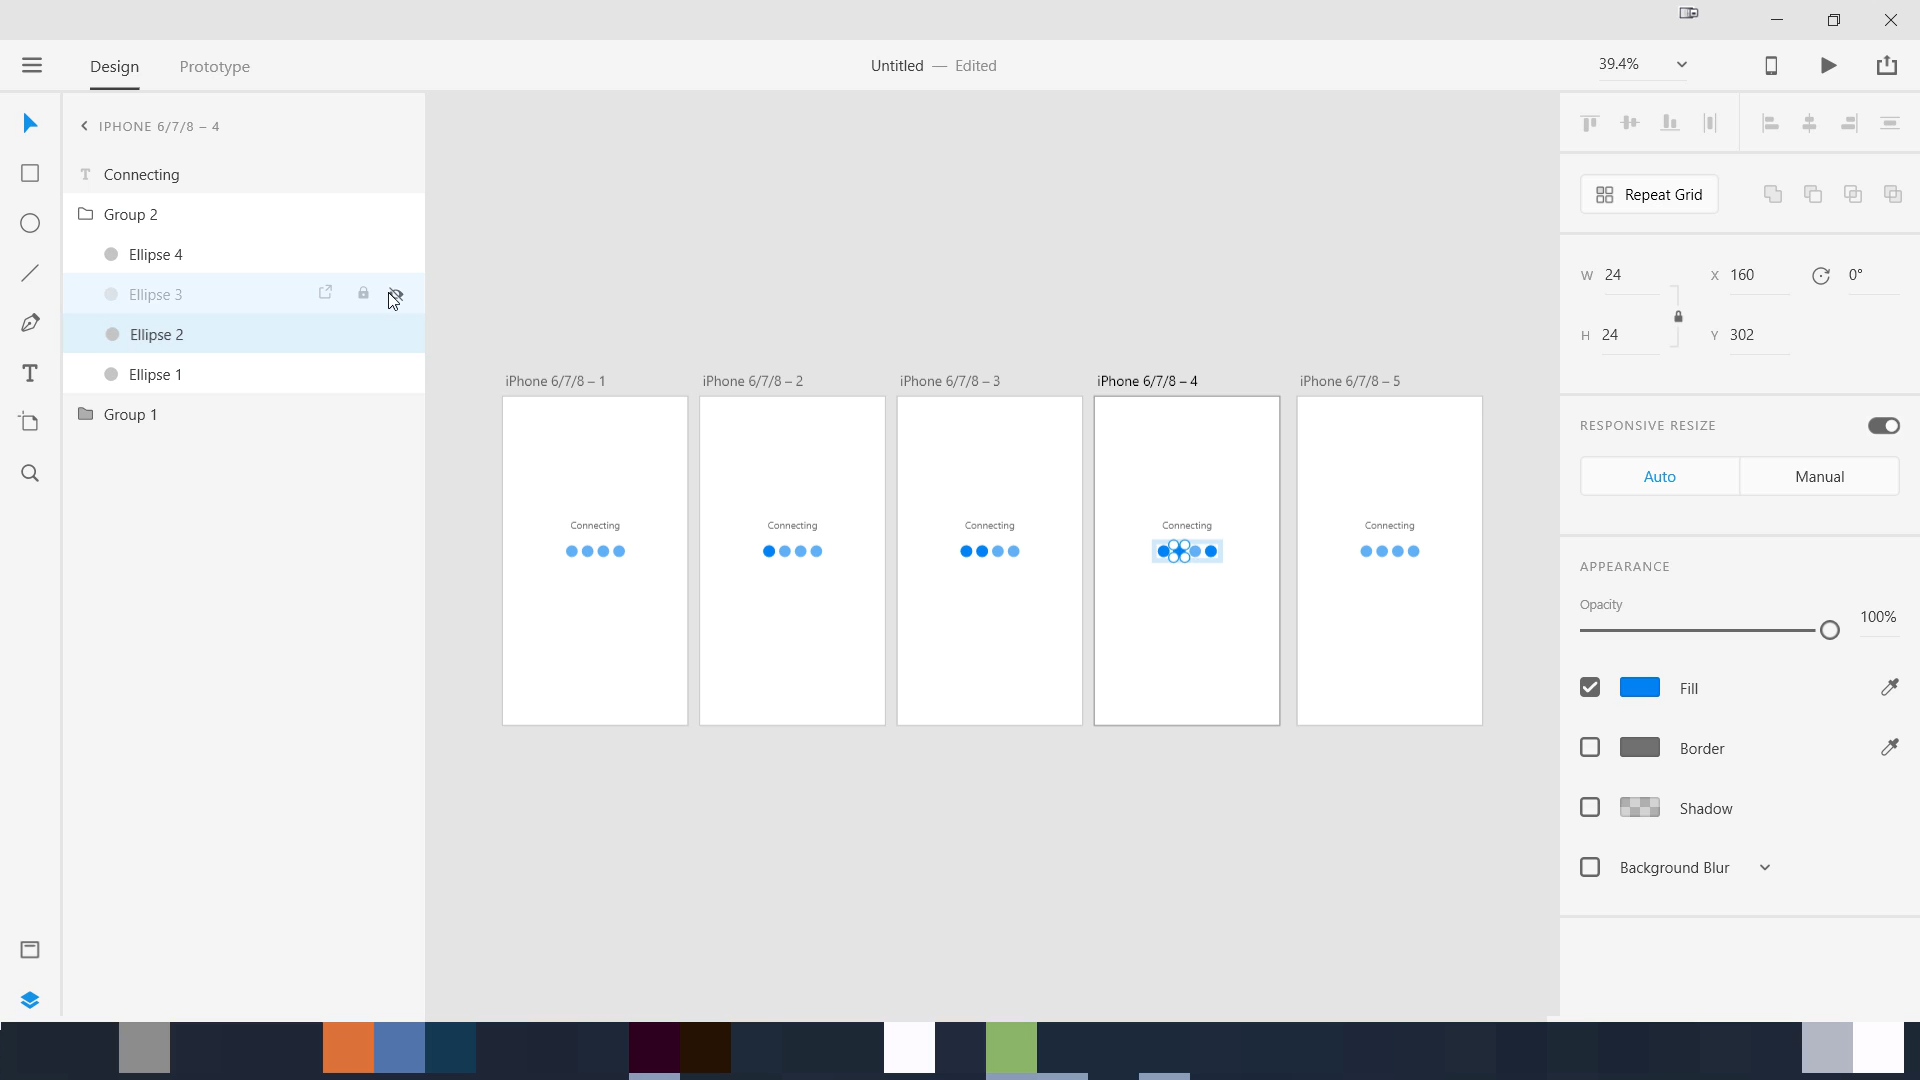 Design
Prototype
Untitled — Edited
39.4%
IPHONE 6/7/8 – 4
T Connecting
Group 2
Ellipse 4
Ellipse 3
Ellipse 2
Ellipse 1
Group 1
iPhone 6/7/8 – 1
iPhone 6/7/8 – 2
iPhone 6/7/8 – 3
iPhone 6/7/8 – 4
iPhone 6/7/8 – 5
Connecting
Connecting
Connecting
Connecting
Connecting
Repeat Grid
W 24
X 160
0°
H 24
Y 302
RESPONSIVE RESIZE
Auto
Manual
APPEARANCE
Opacity
100%
Fill
Border
Shadow
Background Blur